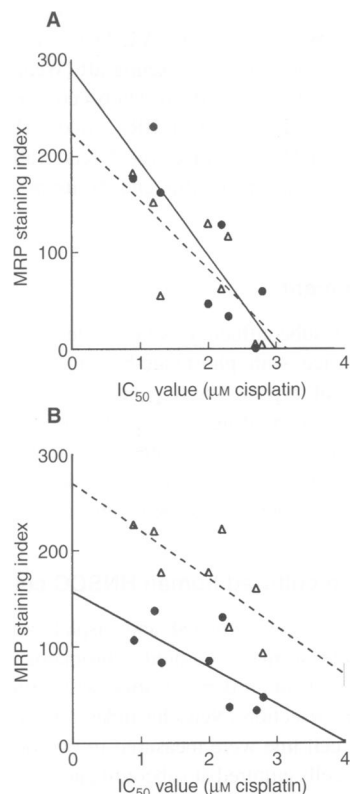 A
300
200
100
0
MRP staining index
0 1 2 3 4
IC50 value (μM cisplatin)
B
300
200
100
0
MRP staining index
0 1 2 3 4
IC50 value (μM cisplatin)